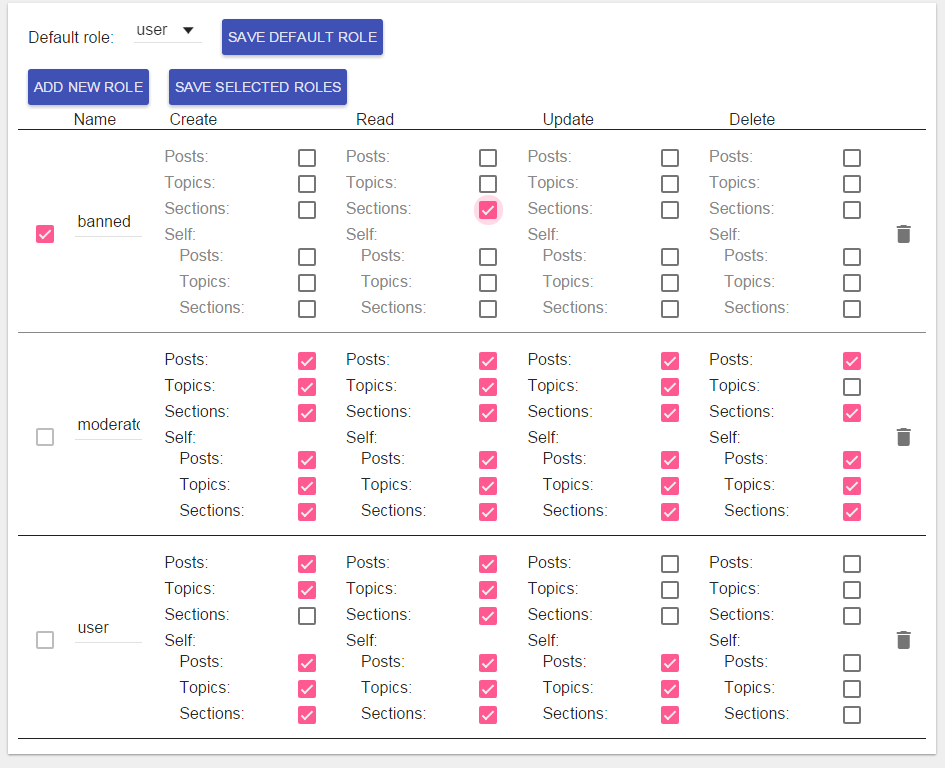 Default role: user SAVE DEFAULT ROLE
ADD NEW ROLE SAVE SELECTED ROLES
Name Create Read Update Delete
Posts: Posts: Posts: Posts:
Topics: Topics: Topics: Topics:
Sections: Sections: Sections: Sections:
banned
Self: Self: Self: Self:
Posts: Posts: Posts: Posts:
Topics: Topics: Topics: Topics:
Sections: Sections: Sections: Sections:
Posts: Posts: Posts: Posts:
Topics: Topics: Topics: Topics:
Sections: Sections: Sections: Sections:
moderato
Self: Self: Self: Self:
Posts: Posts: Posts: Posts:
Topics: Topics: Topics: Topics:
Sections: Sections: Sections: Sections:
Posts: Posts: Posts: Posts:
Topics: Topics: Topics: Topics:
Sections: Sections: Sections: Sections:
user
Self: Self: Self: Self:
Posts: Posts: Posts: Posts:
Topics: Topics: Topics: Topics:
Sections: Sections: Sections: Sections: